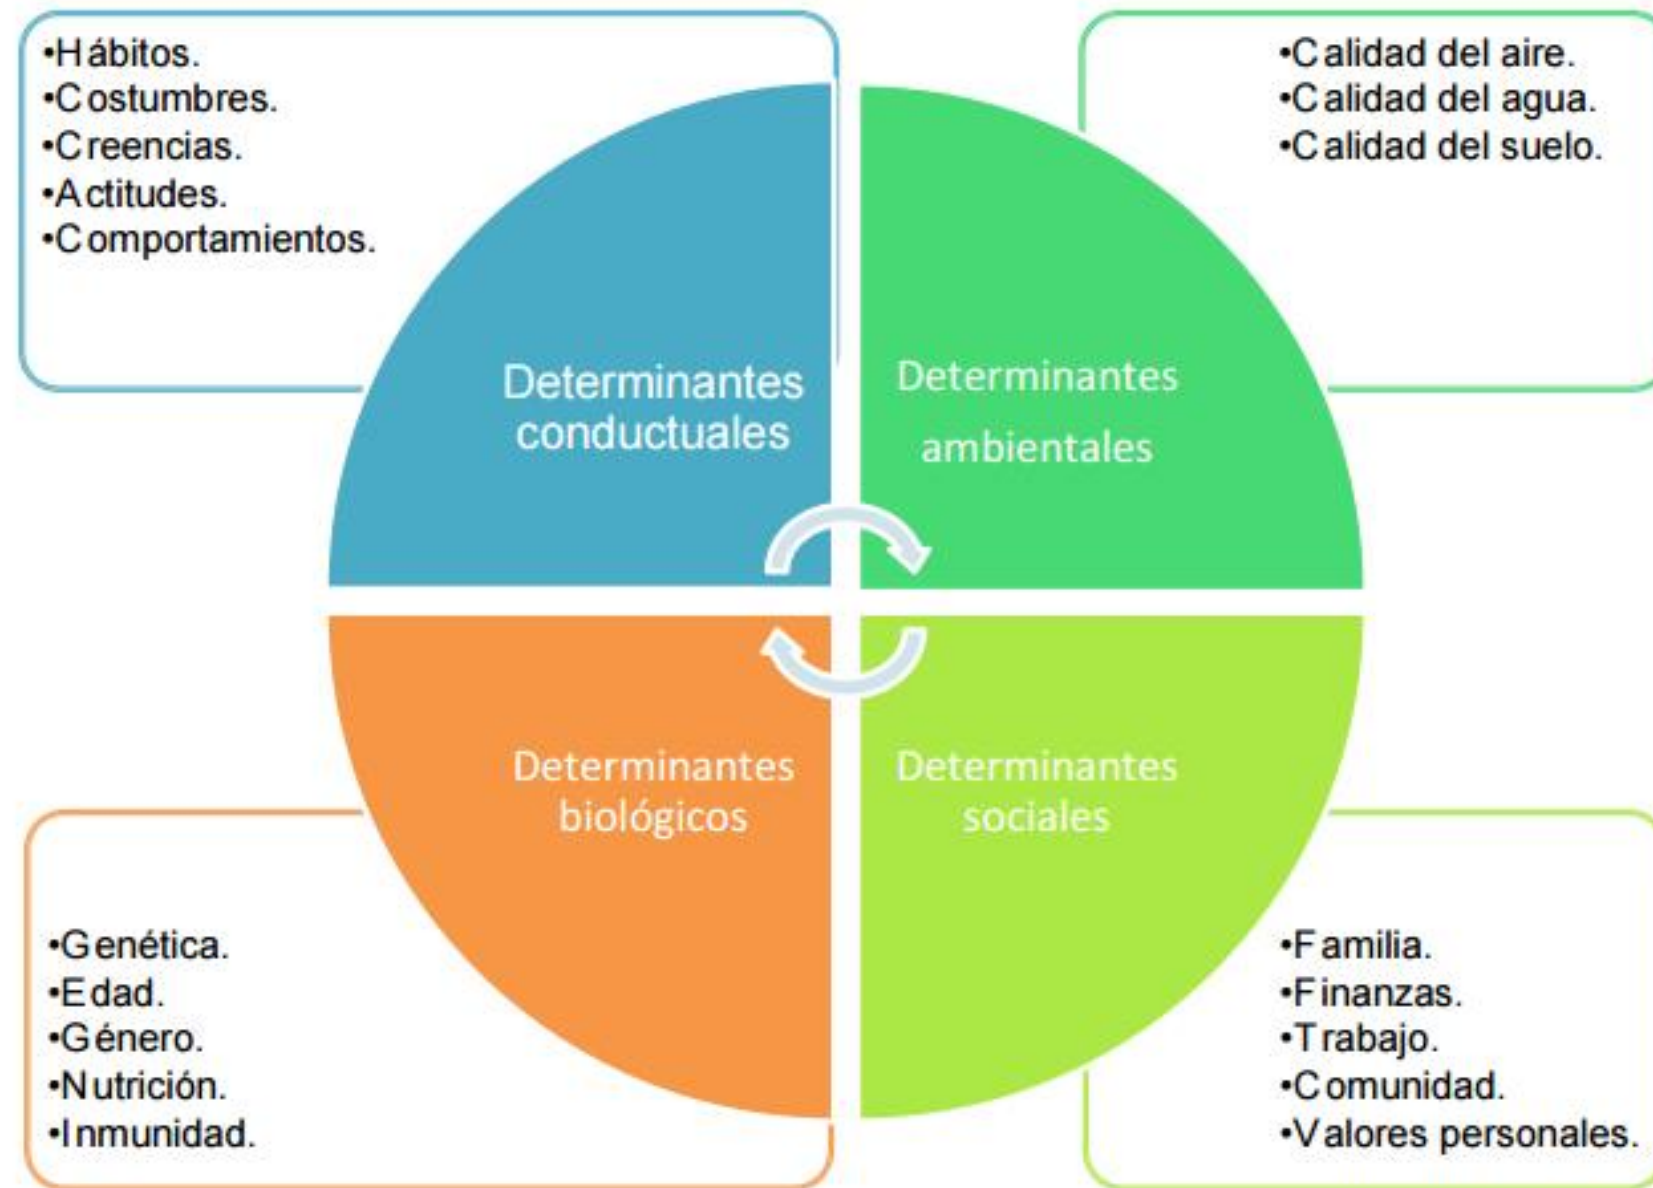 •Hábitos.
•Costumbres.
•Creencias.
•Actitudes.
•Comportamientos.
•Calidad del aire.
•Calidad del agua.
•Calidad del suelo.
Determinantes
conductuales
Determinantes
ambientales
Determinantes
biológicos
Determinantes
sociales
•Genética.
•Edad.
•Género.
•Nutrición.
•Inmunidad.
•Familia.
•Finanzas.
•Trabajo.
•Comunidad.
•Valores personales.